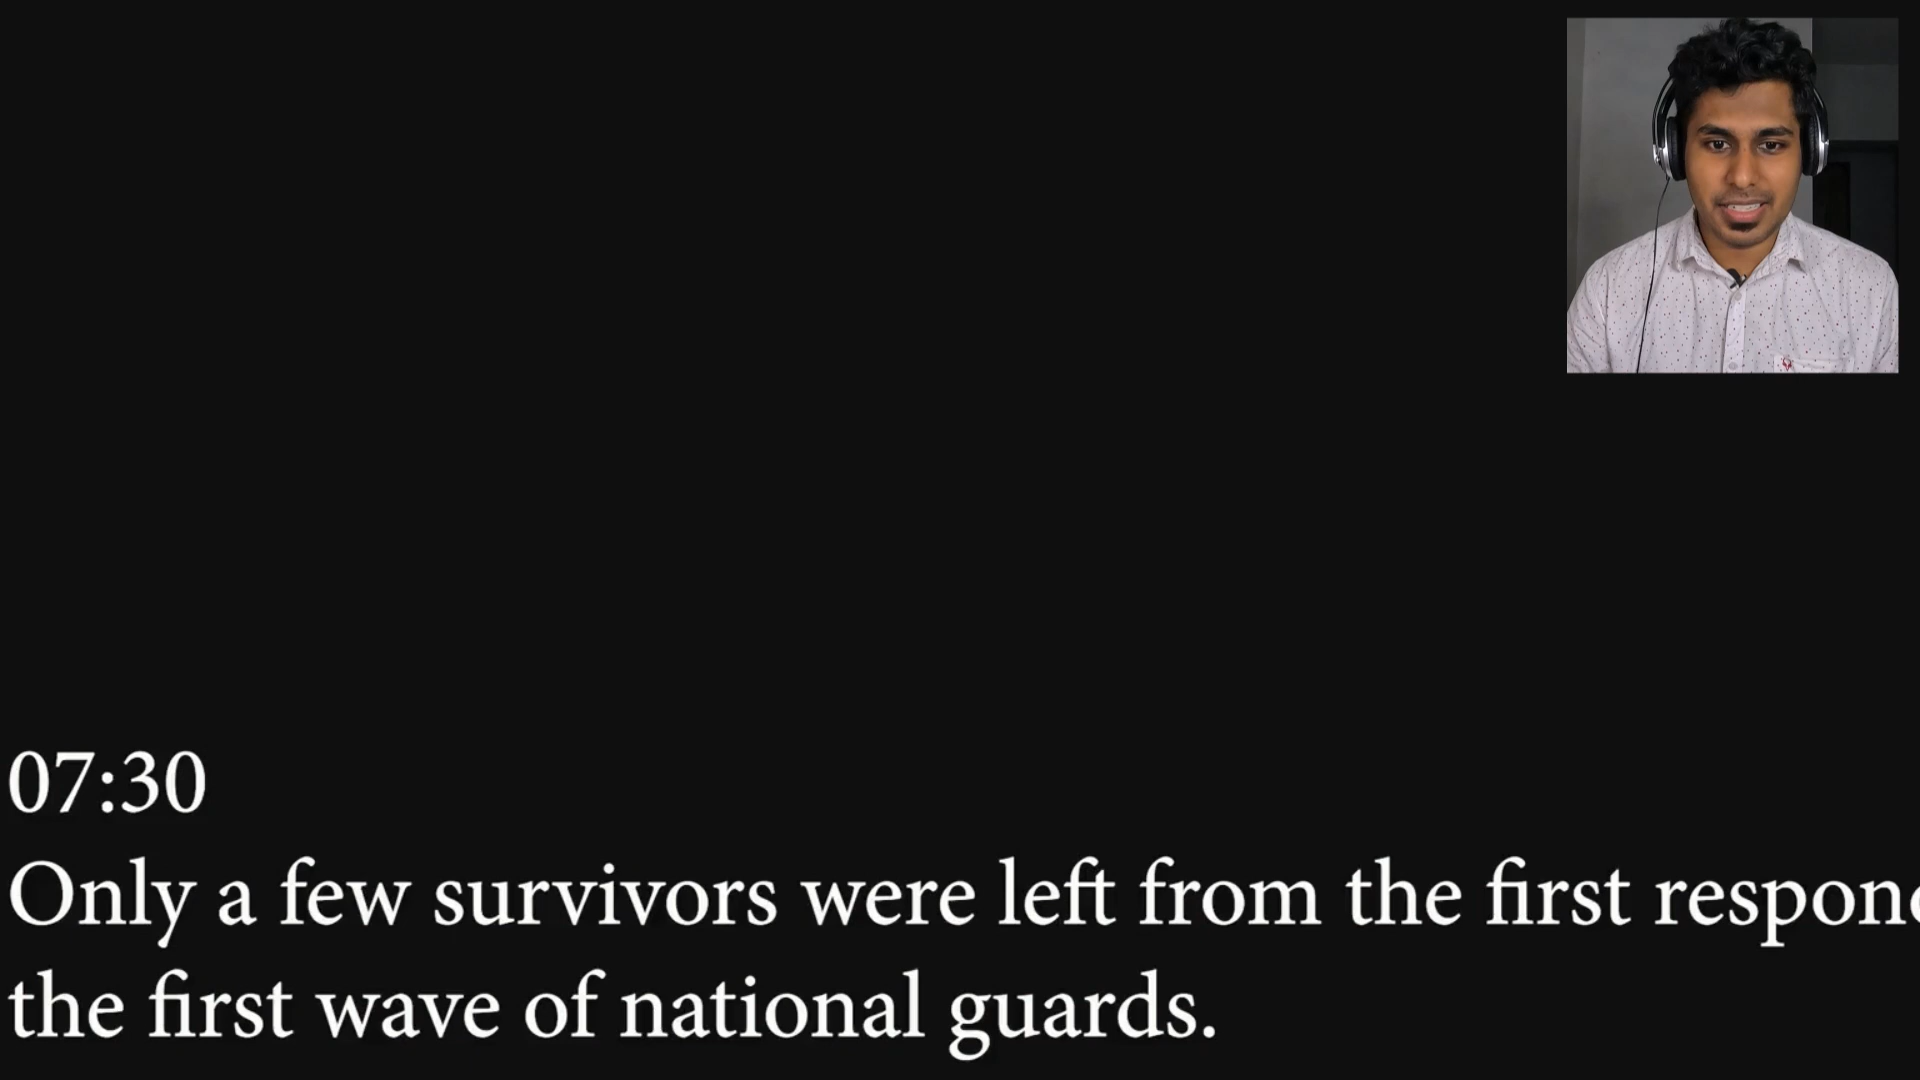 07:30
Only a few survivors were left from the first
the first wave of national guards.